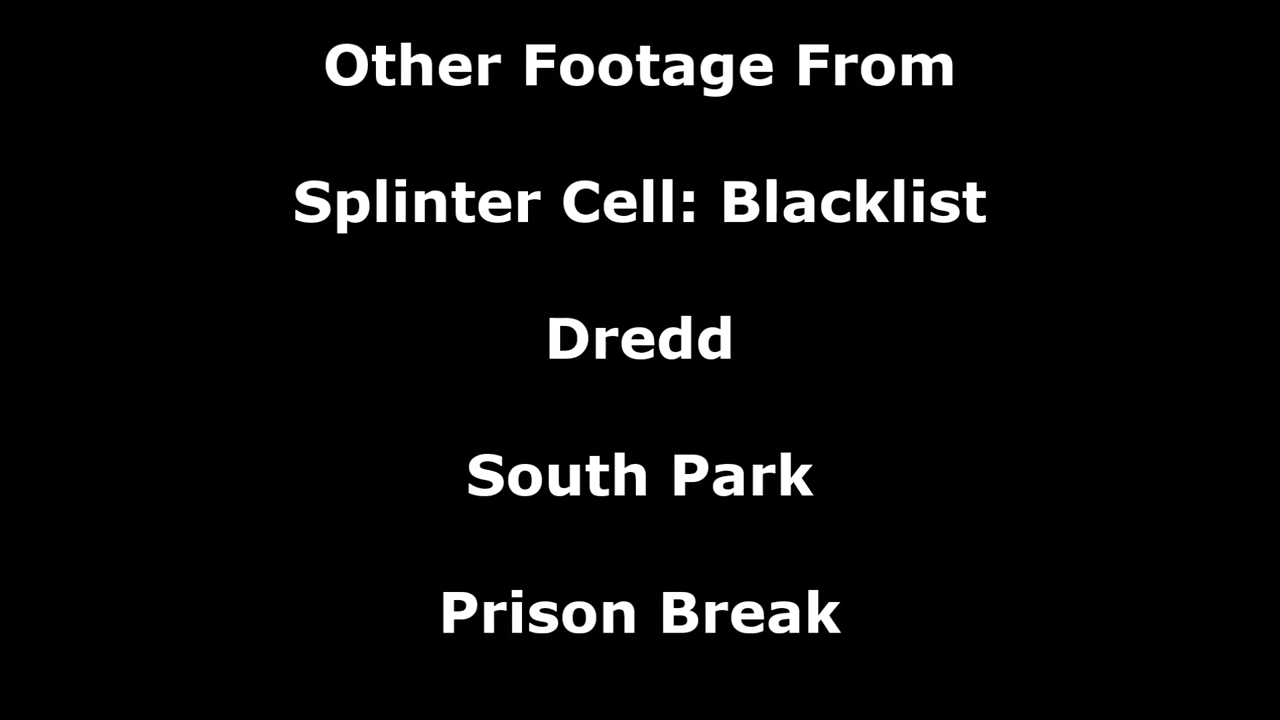 Other Footage From
Splinter Cell: Blacklist
Dredd
South Park
Prison Break